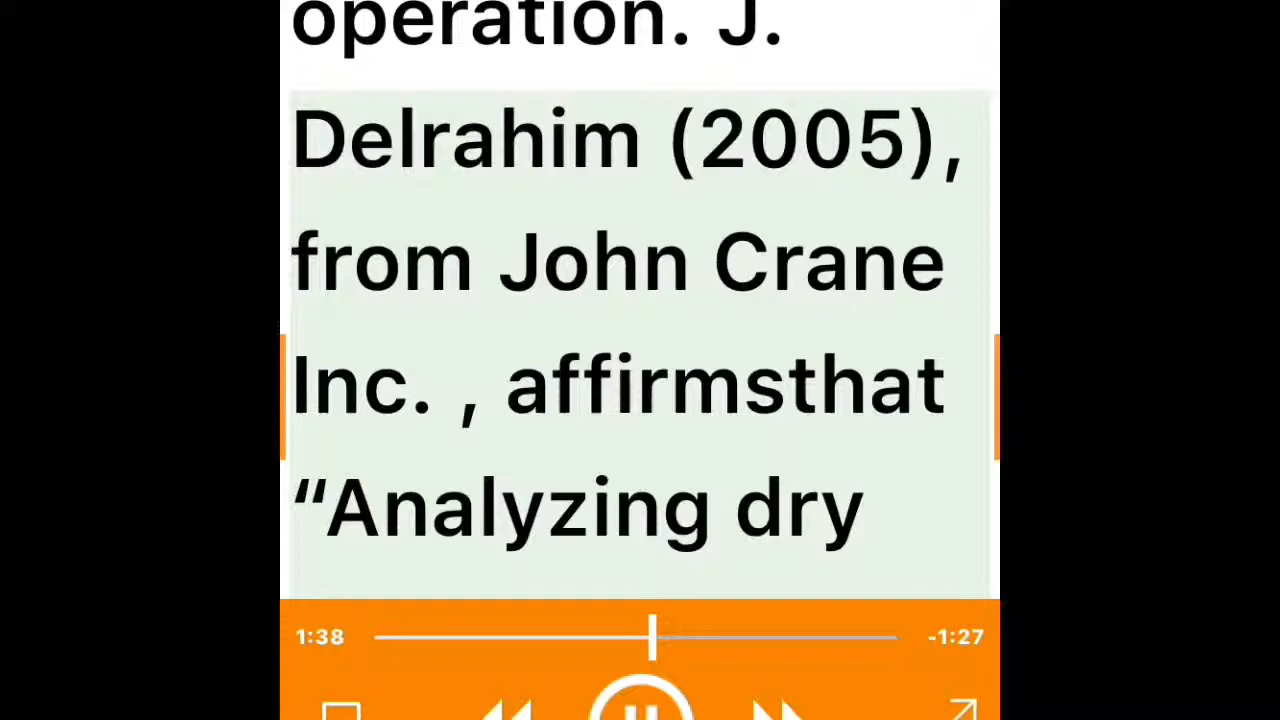 operation. J.
Delrahim (2005),
from John Crane
Inc. , affirmsthat
“Analyzing dry
1:38
-1:27